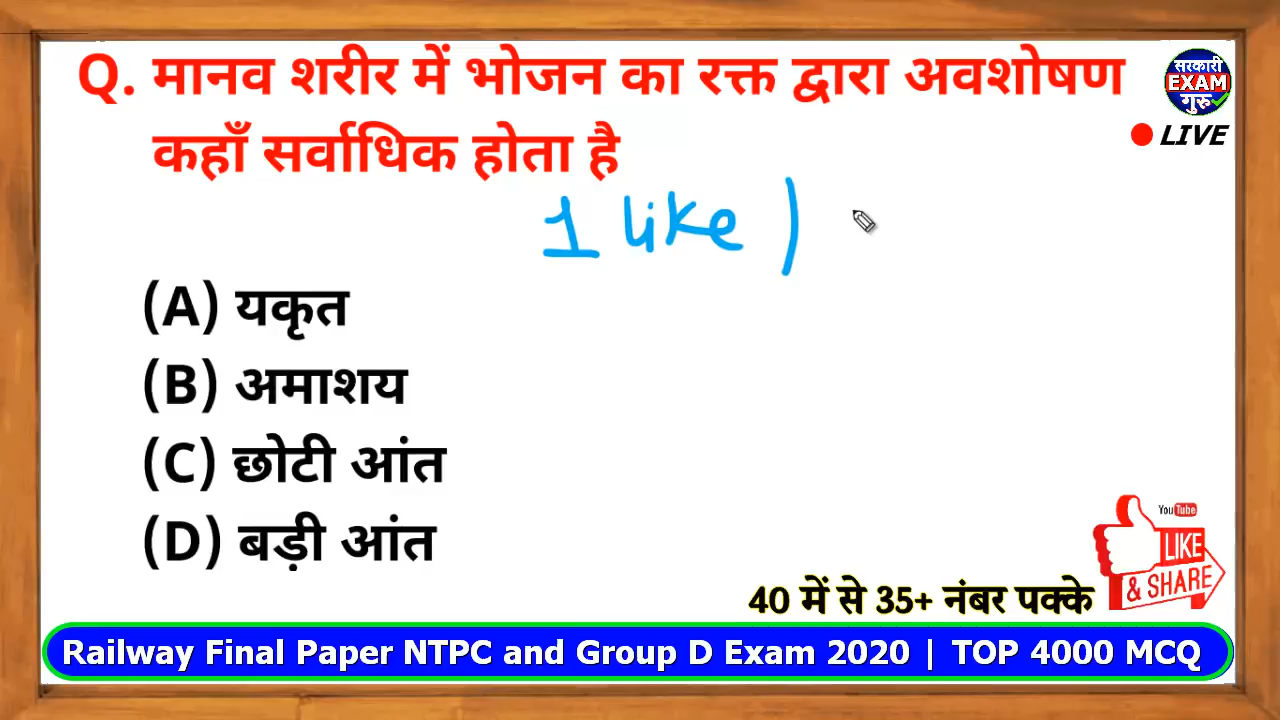 Q. मानव शरीर में भोजन का रक्त द्वारा अवशोषण
कहाँ सर्वाधिक होता है
सरकारी
EXAM
गुरु
LIVE
1 like )
(A) यकृत
(B) अमाशय
(C) छोटी आंत
(D) बड़ी आंत
YouTube
LIKE
& SHARE
40 में से 35+ नंबर पक्के
Railway Final Paper NTPC and Group D Exam 2020 | TOP 4000 MCQ